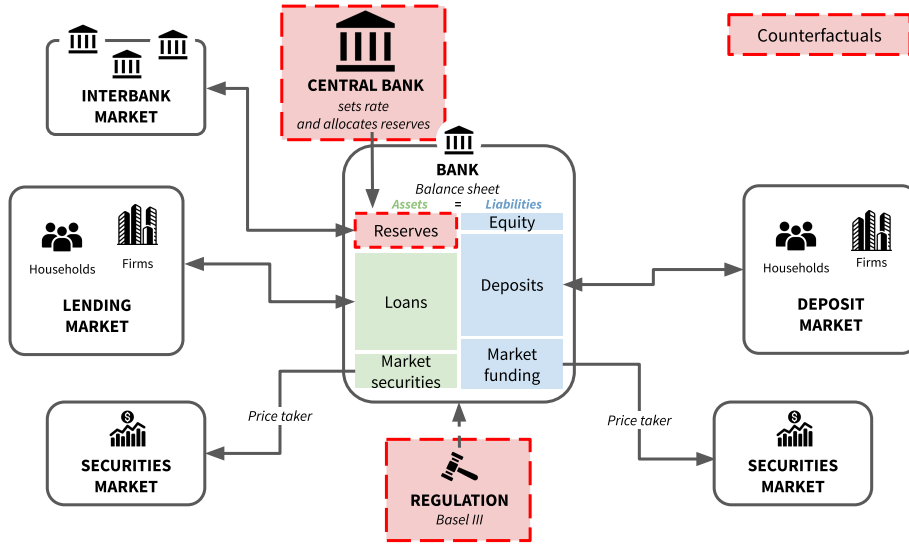 Counterfactuals
INTERBANK
MARKET
CENTRAL BANK
sets rate
and allocates reserves
BANK
Balance sheet
Assets = Liabilities
Reserves
Equity
Loans
Deposits
Market
securities
Market
funding
Households
Firms
LENDING
MARKET
Households
Firms
DEPOSIT
MARKET
Price taker
Price taker
$
SECURITIES
MARKET
$
SECURITIES
MARKET
REGULATION
Basel III